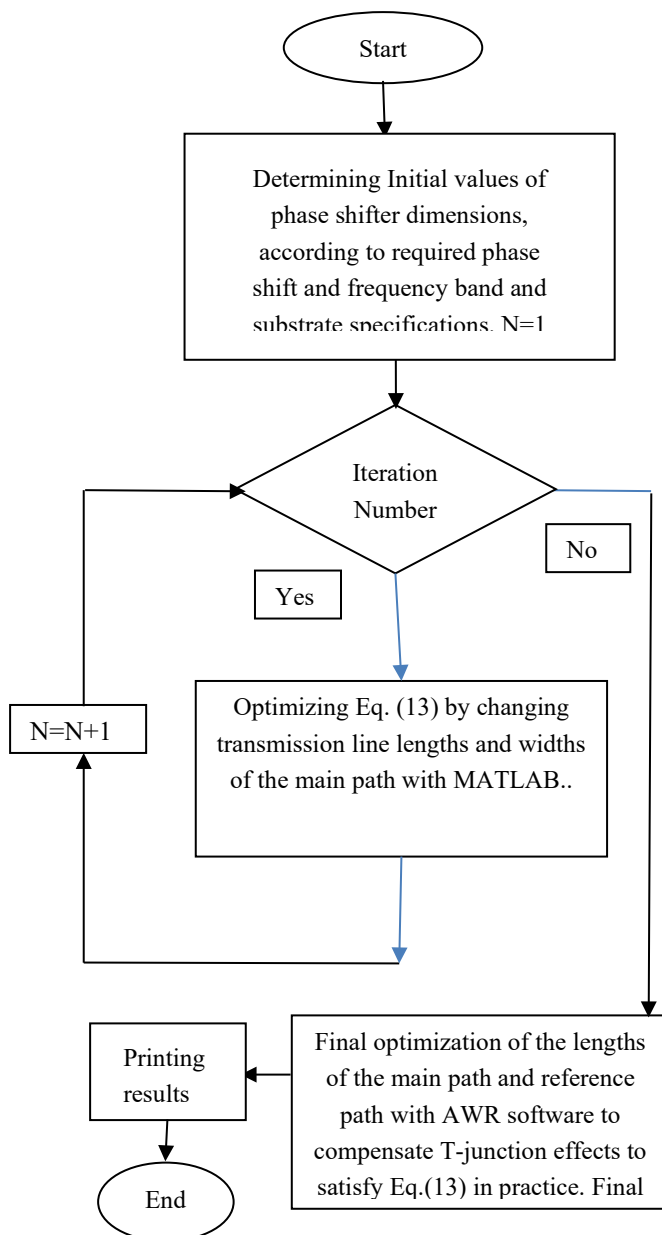 Start
Determining Initial values of
phase shifter dimensions,
according to required phase
shift and frequency band and
substrate specifications. N=1
Iteration
Number
No
Yes
Optimizing Eq. (13) by changing
transmission line lengths and widths
of the main path with MATLAB..
N=N+1
Final optimization of the lengths
of the main path and reference
path with AWR software to
compensate T-junction effects to
satisfy Eq.(13) in practice. Final
Printing
results
End